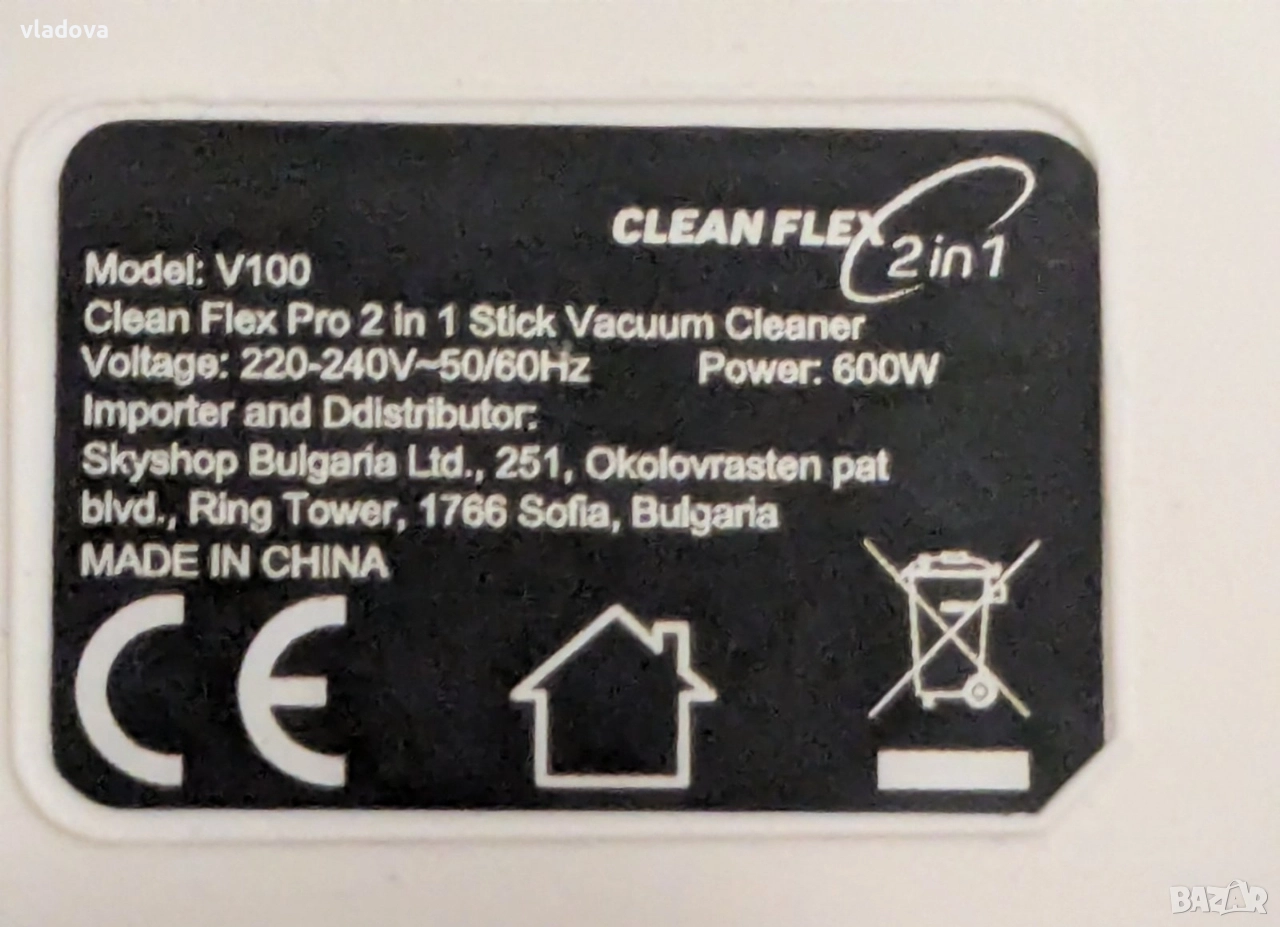 vladova
CLEAN FLEX 2 in 1
Model: V100
Clean Flex Pro 2 in 1 Stick Vacuum Cleaner
Voltage: 220-240V~50/60Hz Power: 600W
Importer and Ddistributor:
Skyshop Bulgaria Ltd., 251, Okolovrasten pat
blvd., Ring Tower, 1766 Sofia, Bulgaria
MADE IN CHINA
CE
BAZAR